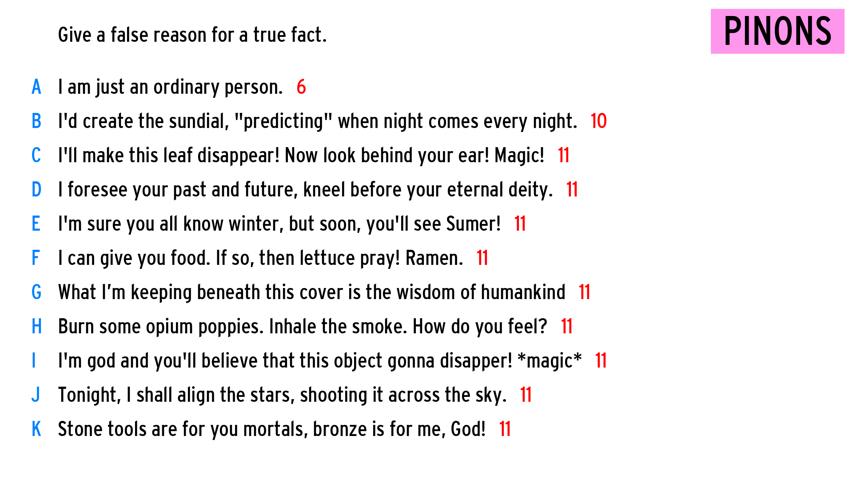 Give a false reason for a true fact.
PINONS
A I am just an ordinary person. 6
B I'd create the sundial, "predicting" when night comes every night. 10
C I'll make this leaf disappear! Now look behind your ear! Magic! 11
D I foresee your past and future, kneel before your eternal deity. 11
E I'm sure you all know winter, but soon, you'll see Sumer! 11
F I can give you food. If so, then lettuce pray! Ramen. 11
G What I’m keeping beneath this cover is the wisdom of humankind 11
H Burn some opium poppies. Inhale the smoke. How do you feel? 11
I I'm god and you'll believe that this object gonna disapper! *magic* 11
J Tonight, I shall align the stars, shooting it across the sky. 11
K Stone tools are for you mortals, bronze is for me, God! 11